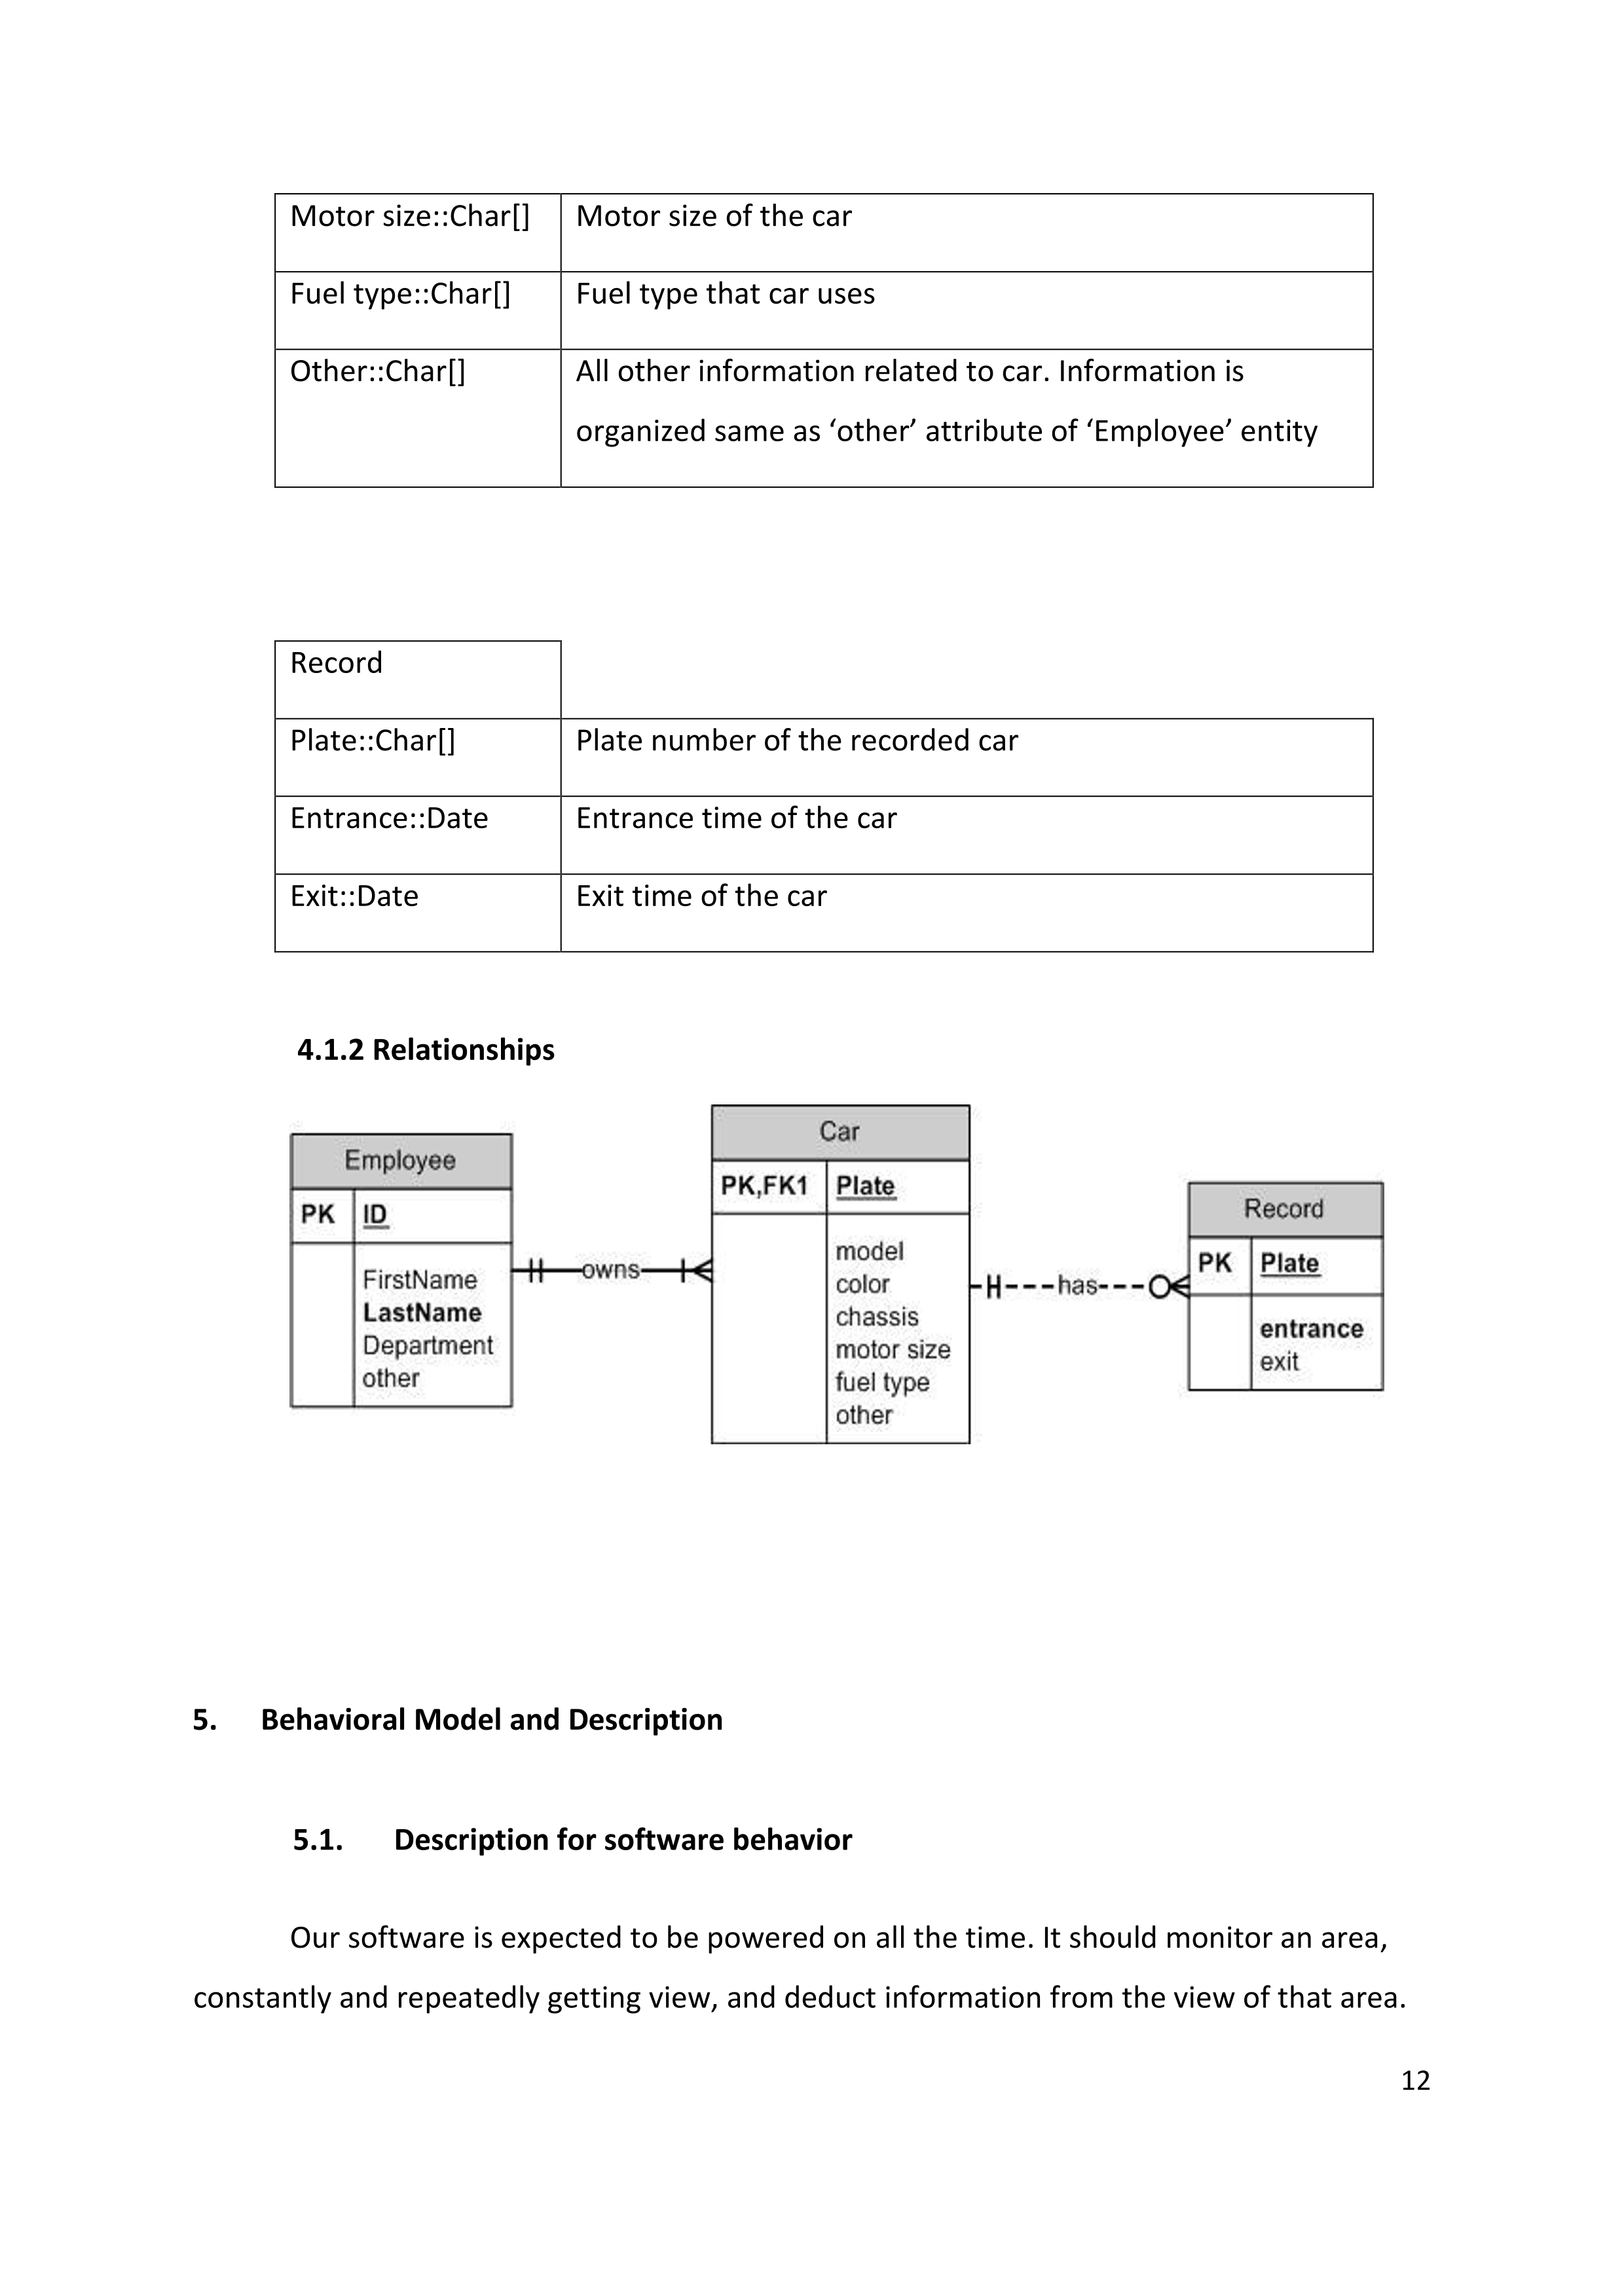 Motor size::Char[] Motor size of the car
Fuel type::Char[] Fuel type that car uses
Other::Char[] All other information related to car. Information is
organized same as ‘other’ attribute of ‘Employee’ entity
Record
Plate::Char[] Plate number of the recorded car
Entrance::Date Entrance time of the car
Exit::Date Exit time of the car
4.1.2 Relationships
Employee
PK ID
FirstName
LastName
Department
other
owns
Car
PK,FK1 Plate
model
color
chassis
motor size
fuel type
other
has
Record
PK Plate
entrance
exit
5. Behavioral Model and Description
5.1. Description for software behavior
Our software is expected to be powered on all the time. It should monitor an area,
constantly and repeatedly getting view, and deduct information from the view of that area.
12